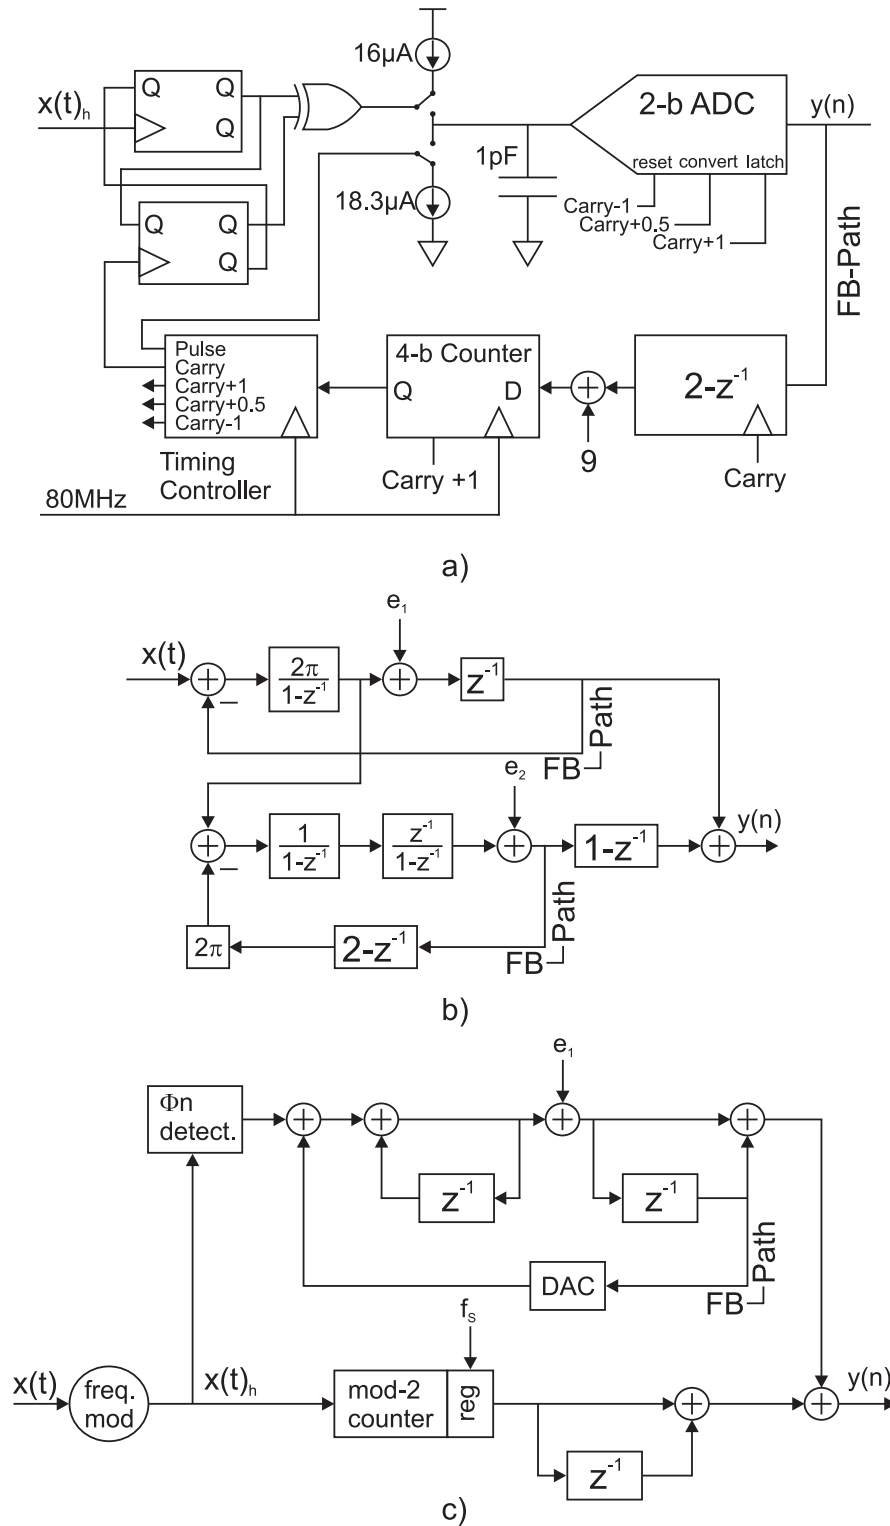 16µA
x(t)h
Q
Q
Q
2-b ADC
y(n)
reset convert latch
1pF
Carry-1
Carry+0.5
Carry+1
18.3µA
Q
Q
Q
FB-Path
Pulse
Carry
Carry+1
Carry+0.5
Carry-1
4-b Counter
Q D
2-z⁻¹
9
Carry +1
Carry
Timing
Controller
80MHz
a)
e₁
x(t)
2π
1-z⁻¹
z⁻¹
FB Path
e₂
1
1-z⁻¹
z⁻¹
1-z⁻¹
1-z⁻¹
y(n)
2π
2-z⁻¹
FB Path
b)
e₁
Φn
detect.
z⁻¹
z⁻¹
DAC
FB Path
fS
x(t)
freq.
mod
x(t)h
mod-2
counter
reg
y(n)
z⁻¹
c)